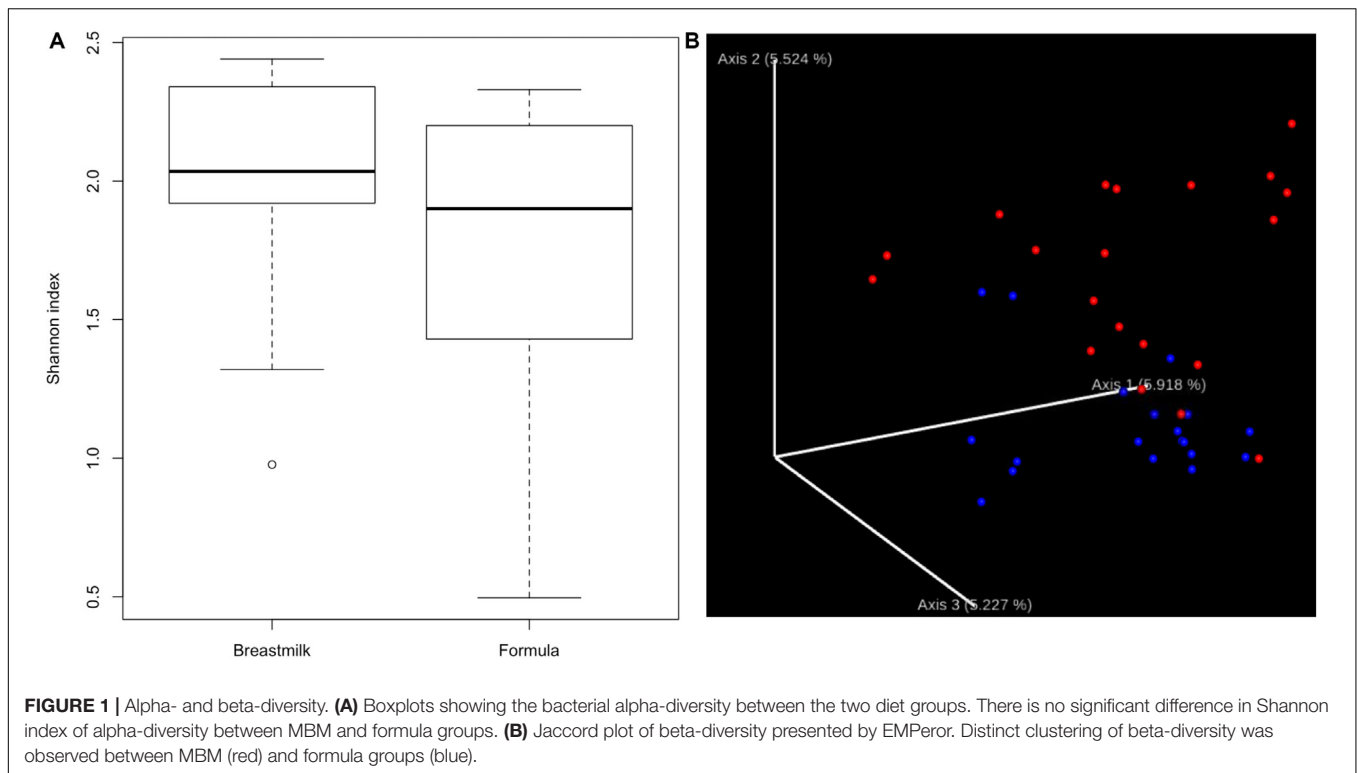 A
2.5
2.0
1.5
1.0
0.5
Shannon index
Breastmilk
Formula
B
Axis 2 (5.524 %)
Axis 1 (5.918 %)
Axis 3 (5.227 %)
FIGURE 1 | Alpha- and beta-diversity. (A) Boxplots showing the bacterial alpha-diversity between the two diet groups. There is no significant difference in Shannon
index of alpha-diversity between MBM and formula groups. (B) Jaccord plot of beta-diversity presented by EMPeror. Distinct clustering of beta-diversity was
observed between MBM (red) and formula groups (blue).